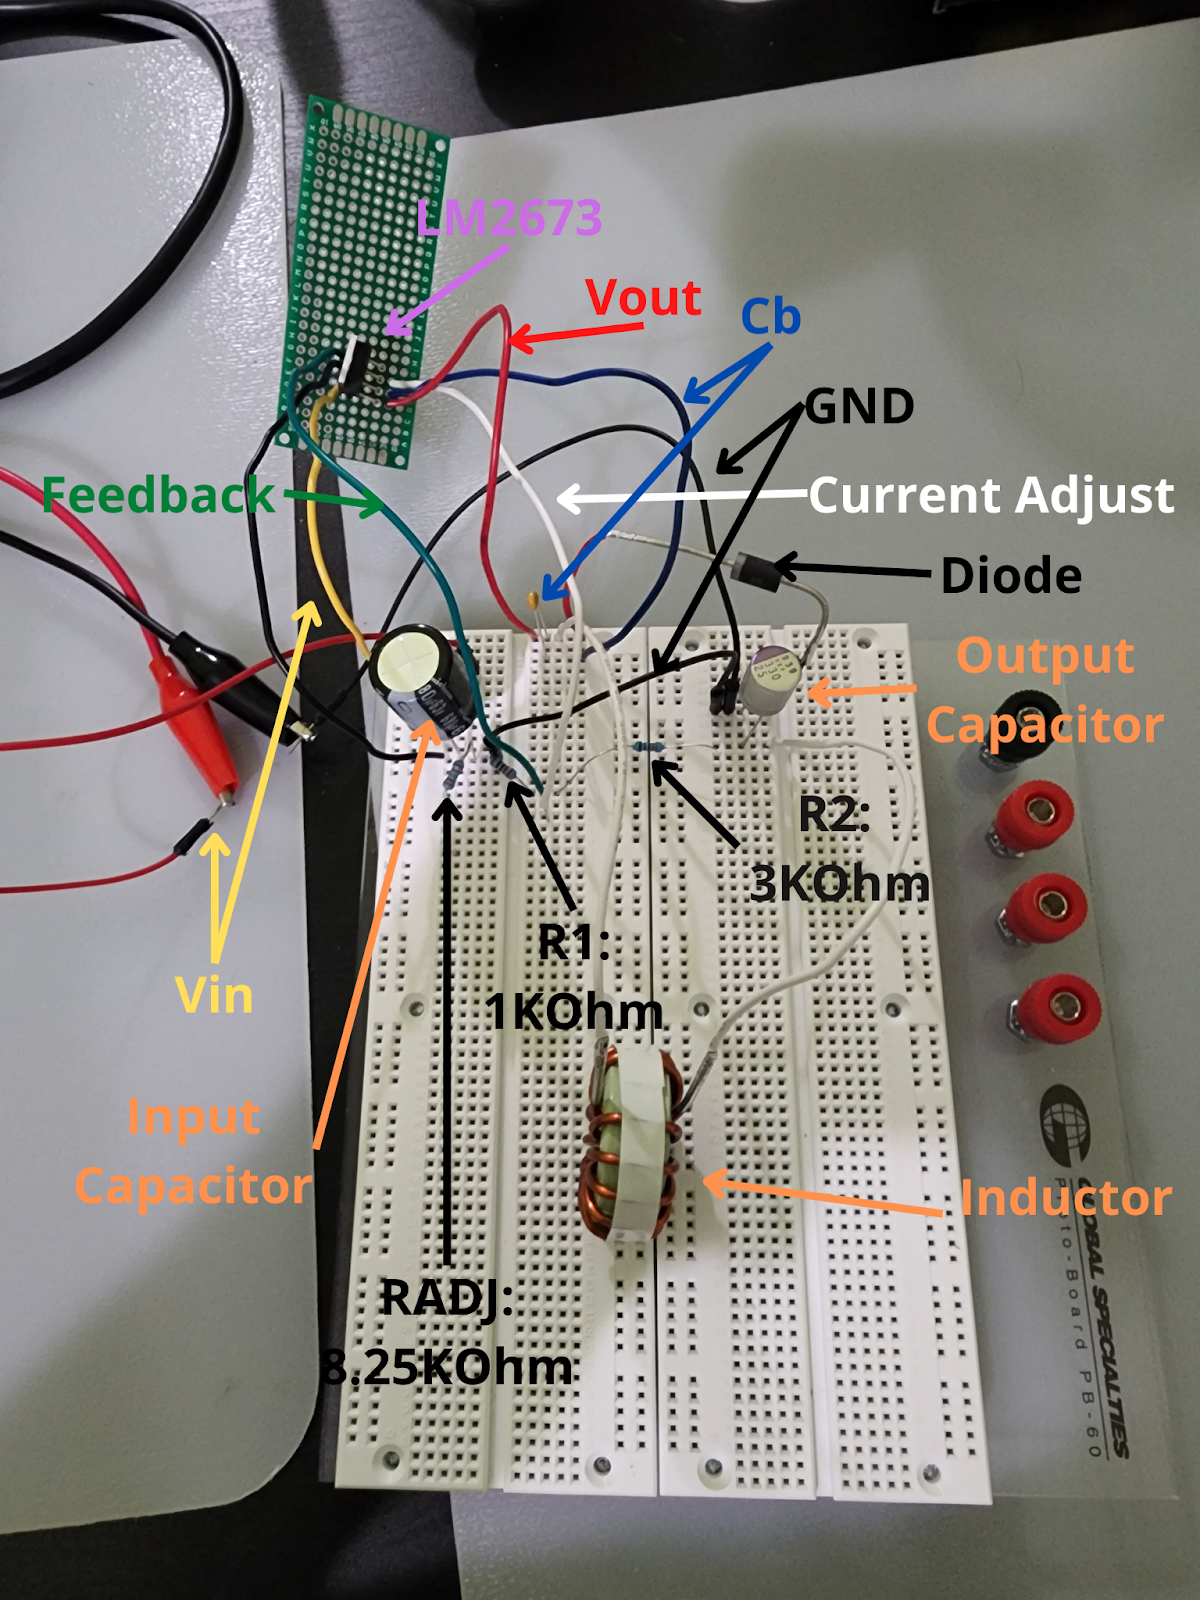 LM2673
Vout
Cb
GND
Feedback
Current Adjust
Diode
Output
Capacitor
R2:
3KOhm
R1:
1KOhm
Vin
Input
Capacitor
Inductor
RADJ:
8.25KOhm
GLOBAL SPECIALTIES
Proto-Board PB-60